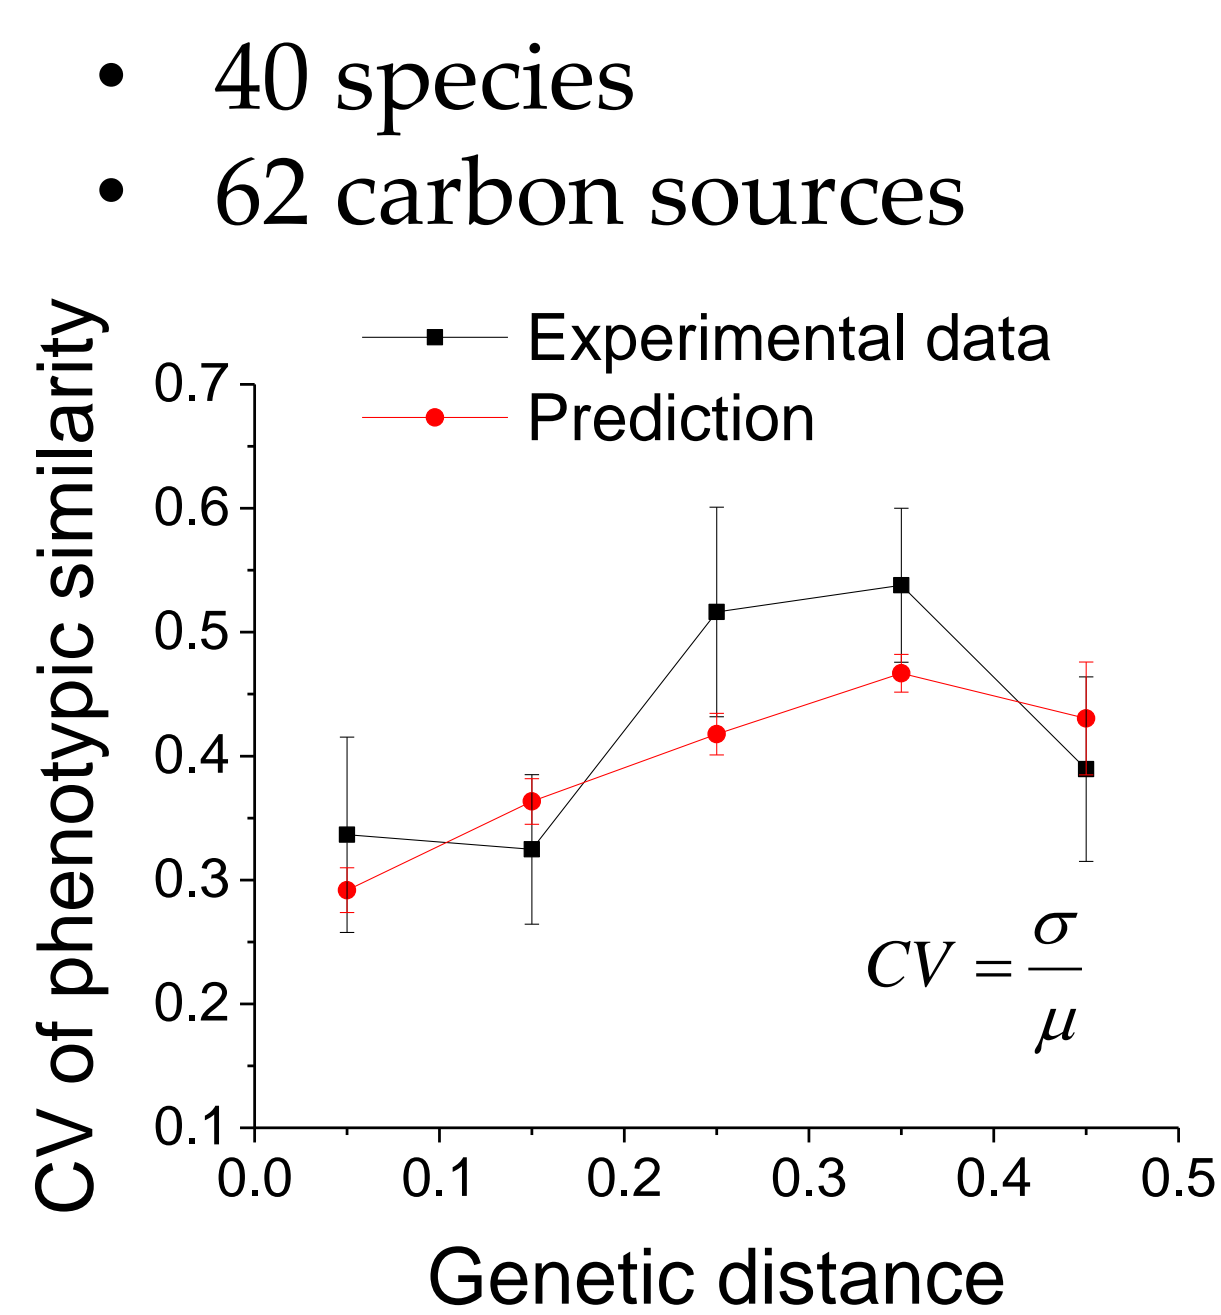 • 40 species
• 62 carbon sources
Experimental data
Prediction
CV of phenotypic similarity
0.7
0.6
0.5
0.4
0.3
0.2
0.1
CV = σ/μ
0.0 0.1 0.2 0.3 0.4 0.5
Genetic distance